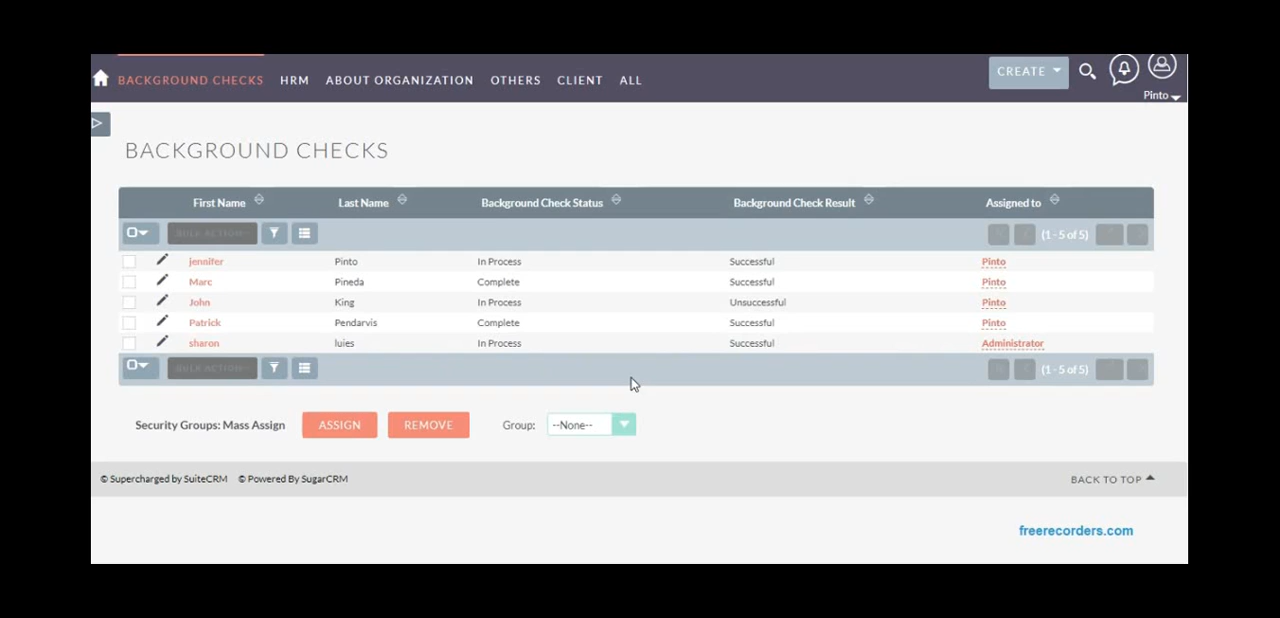 BACKGROUND CHECKS HRM ABOUT ORGANIZATION OTHERS CLIENT ALL CREATE
Pinto
BACKGROUND CHECKS
First Name Last Name Background Check Status Background Check Result Assigned to
BULK ACTION (1 - 5 of 5)
jennifer Pinto In Process Successful Pinto
Marc Pineda Complete Successful Pinto
John King In Process Unsuccessful Pinto
Patrick Pendarvis Complete Successful Pinto
sharon luies In Process Successful Administrator
BULK ACTION (1 - 5 of 5)
Security Groups: Mass Assign ASSIGN REMOVE Group: --None--
© Supercharged by SuiteCRM © Powered By SugarCRM BACK TO TOP
freerecorders.com